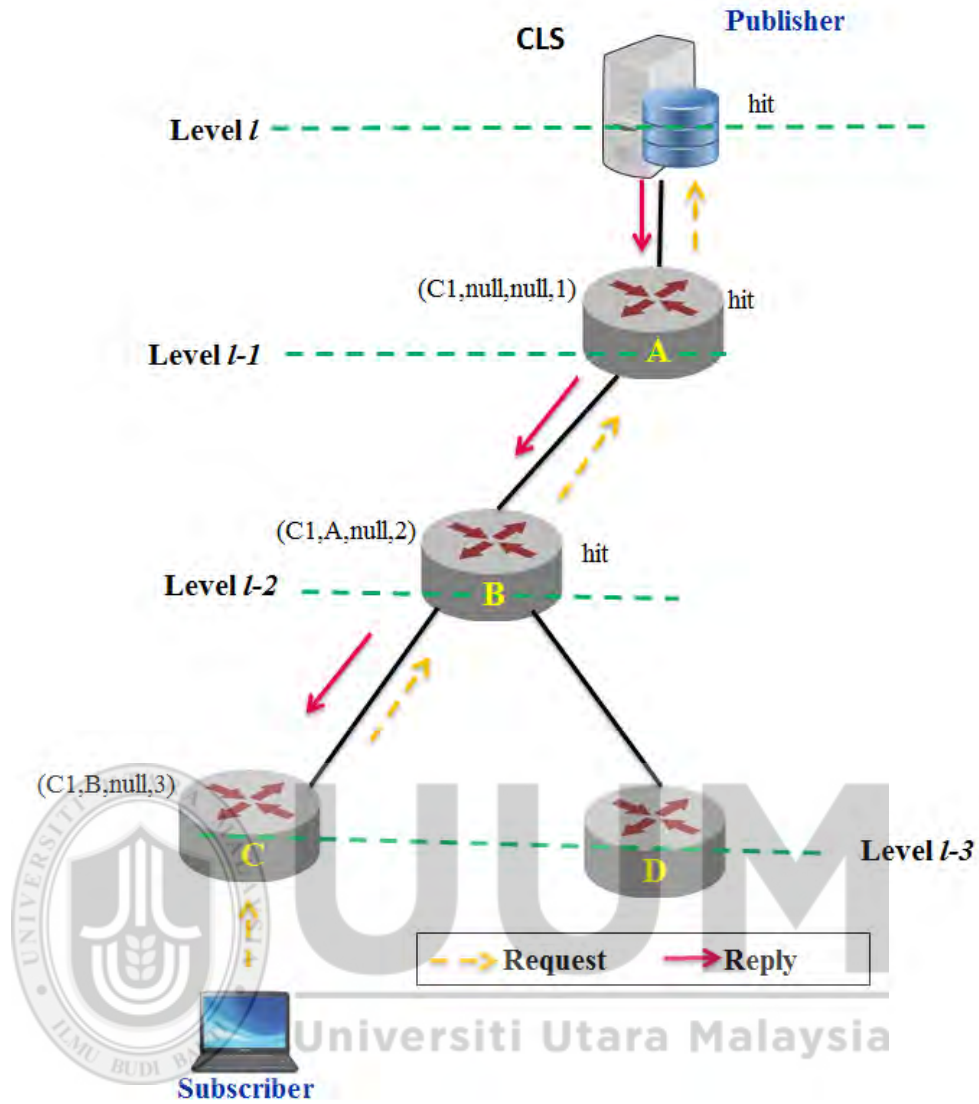 Publisher
CLS
hit
Level l
(C1,null,null,1)
hit
A
Level l-1
(C1,A,null,2)
hit
B
Level l-2
(C1,B,null,3)
C
D
Level l-3
Request
Reply
UUM
Universiti Utara Malaysia
Subscriber